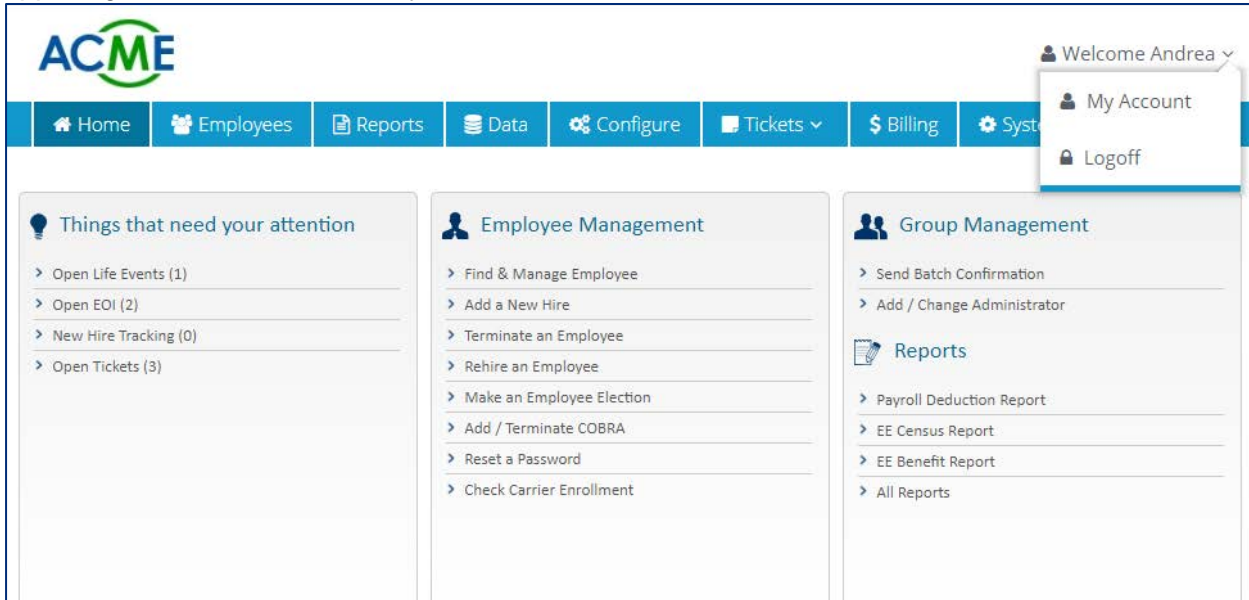 ACME
Welcome Andrea
My Account
Logoff
Home Employees Reports Data Configure Tickets $ Billing
Things that need your attention
Open Life Events (1)
Open EOI (2)
New Hire Tracking (0)
Open Tickets (3)
Employee Management
Find & Manage Employee
Add a New Hire
Terminate an Employee
Rehire an Employee
Make an Employee Election
Add / Terminate COBRA
Reset a Password
Check Carrier Enrollment
Group Management
Send Batch Confirmation
Add / Change Administrator
Reports
Payroll Deduction Report
EE Census Report
EE Benefit Report
All Reports